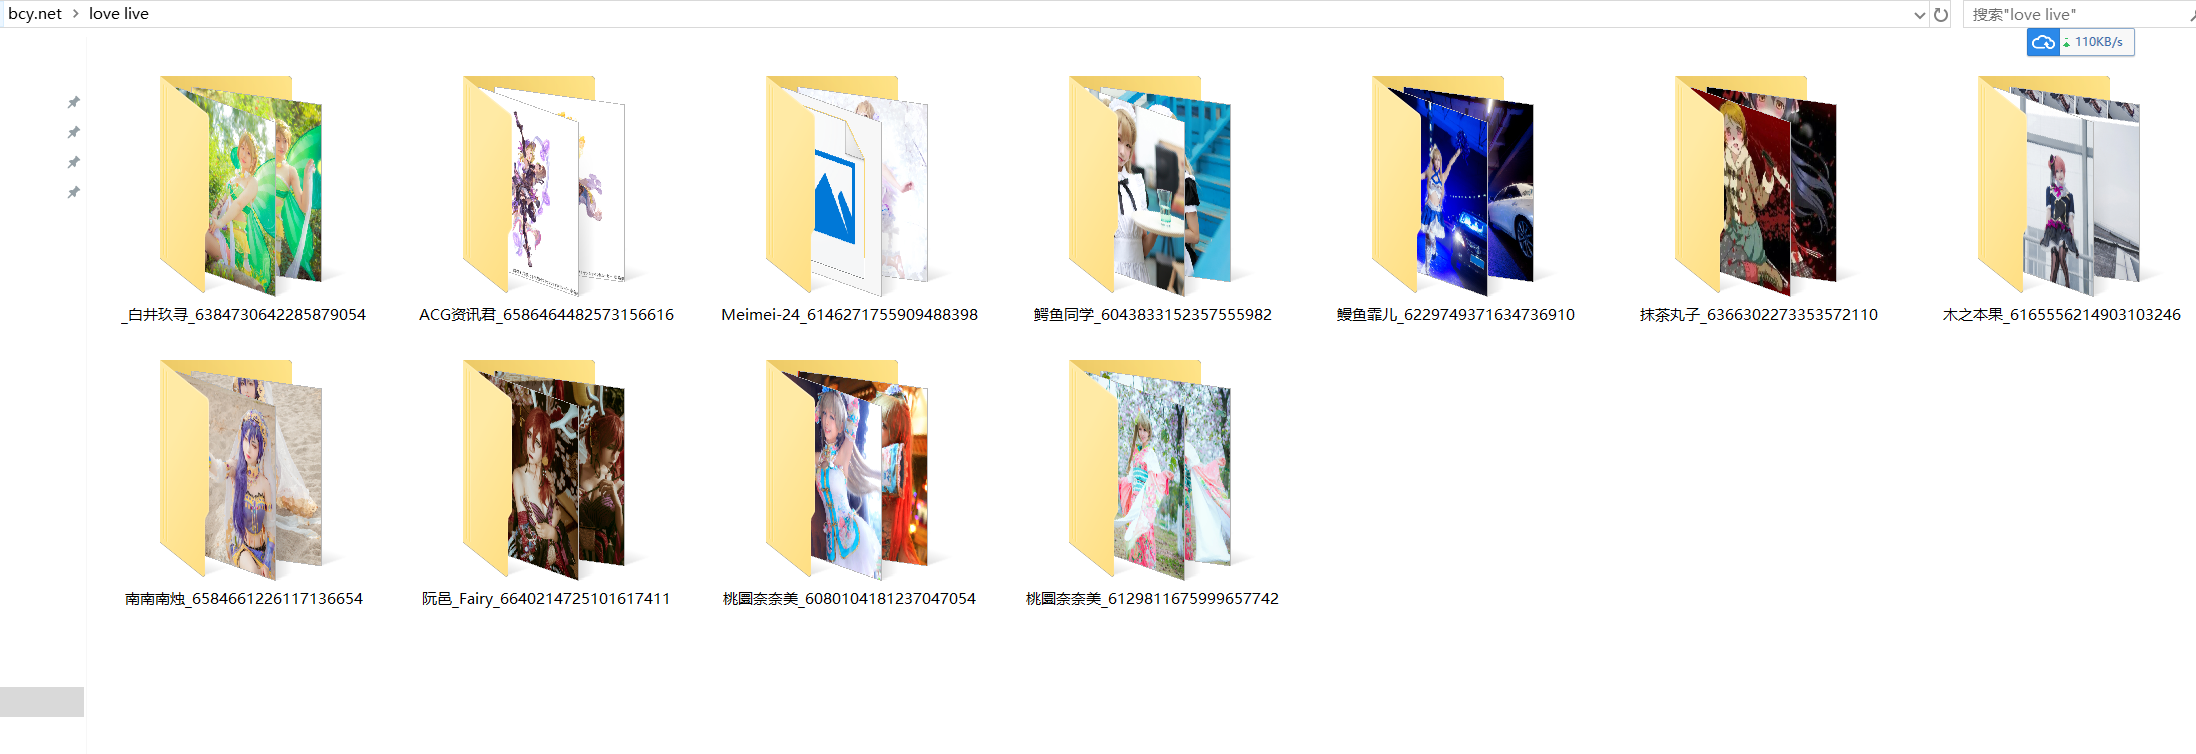 bcy.net > love live
搜索"love live"
110KB/s
_白井玖寻_6384730642285879054
ACG资讯君_6586464482573156616
Meimei-24_6146271755909488398
鳄鱼同学_6043833152357555982
鳗鱼霏儿_6229749371634736910
抹茶丸子_6366302273353572110
木之本果_6165556214903103246
南南南烛_6584661226117136654
阮邑_Fairy_6640214725101617411
桃園奈奈美_6080104181237047054
桃園奈奈美_6129811675999657742